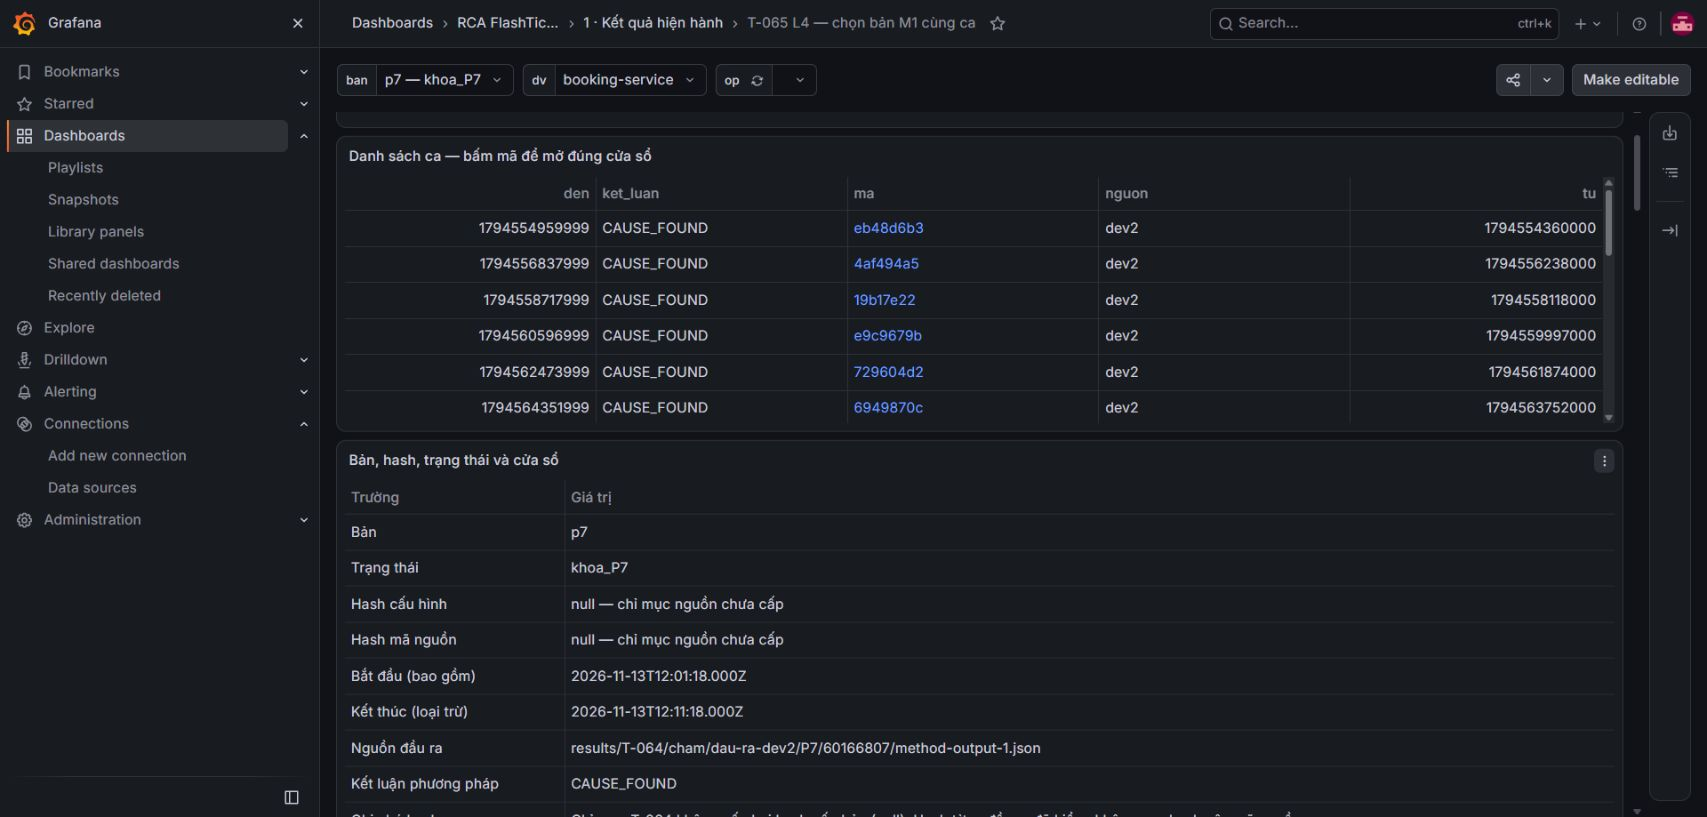 Grafana
Dashboards › RCA FlashTic... › 1 · Kết quả hiện hành › T-065 L4 — chọn bản M1 cùng ca
Search... ctrl+k
Bookmarks
Starred
Dashboards
Playlists
Snapshots
Library panels
Shared dashboards
Recently deleted
Explore
Drilldown
Alerting
Connections
Add new connection
Data sources
Administration
ban p7 — khoa_P7 dv booking-service op
Make editable
Danh sách ca — bấm mã để mở đúng cửa sổ
den ket_luan ma nguon tu
1794554959999 CAUSE_FOUND eb48d6b3 dev2 1794554360000
1794556837999 CAUSE_FOUND 4af494a5 dev2 1794556238000
1794558717999 CAUSE_FOUND 19b17e22 dev2 1794558118000
1794560596999 CAUSE_FOUND e9c9679b dev2 1794559997000
1794562473999 CAUSE_FOUND 729604d2 dev2 1794561874000
1794564351999 CAUSE_FOUND 6949870c dev2 1794563752000
Bản, hash, trạng thái và cửa sổ
Trường Giá trị
Bản p7
Trạng thái khoa_P7
Hash cấu hình null — chỉ mục nguồn chưa cấp
Hash mã nguồn null — chỉ mục nguồn chưa cấp
Bắt đầu (bao gồm) 2026-11-13T12:01:18.000Z
Kết thúc (loại trừ) 2026-11-13T12:11:18.000Z
Nguồn đầu ra results/T-064/cham/dau-ra-dev2/P7/60166807/method-output-1.json
Kết luận phương pháp CAUSE_FOUND